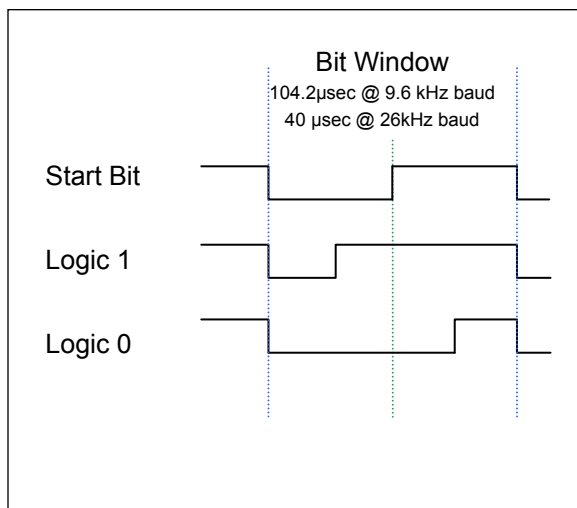 Bit Window
104.2µsec @ 9.6 kHz baud
40 µsec @ 26kHz baud
Start Bit
Logic 1
Logic 0